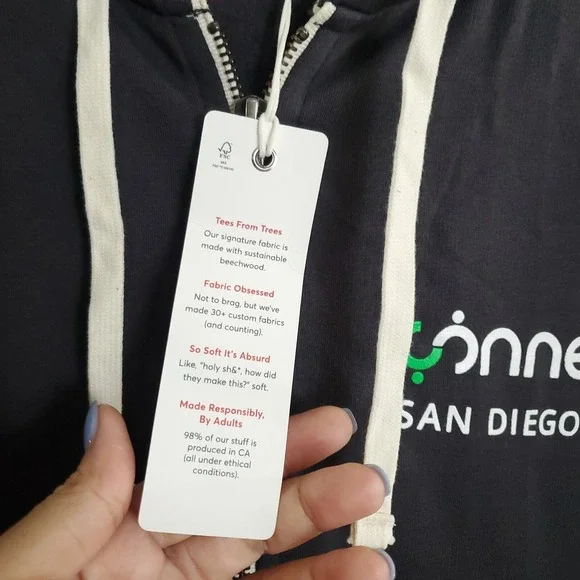 FSC
Tees From Trees
Our signature fabric is
made with sustainable
beechwood.
Fabric Obsessed
Not to brag, but we've
made 30+ custom fabrics
(and counting).
So Soft It's Absurd
Like, "holy sh&*, how did
they make this?" soft.
Made Responsibly,
By Adults
98% of our stuff is
produced in CA
(all under ethical
conditions).
onne
SAN DIEGO